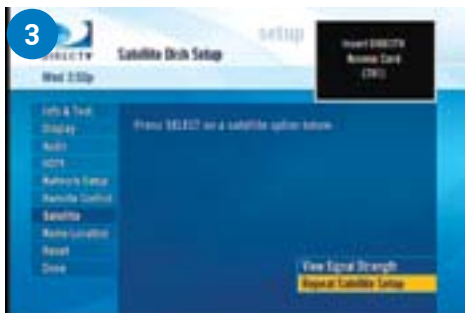 3
setup
DIRECTV
Satellite Dish Setup
Insert DIRECTV
Access Card
(761)
Wed 3:50p
Info & Test
Display
Audio
HDTV
Network Setup
Remote Control
Satellite
Name Location
Reset
Done
Press SELECT on a satellite option below.
View Signal Strength
Repeat Satellite Setup